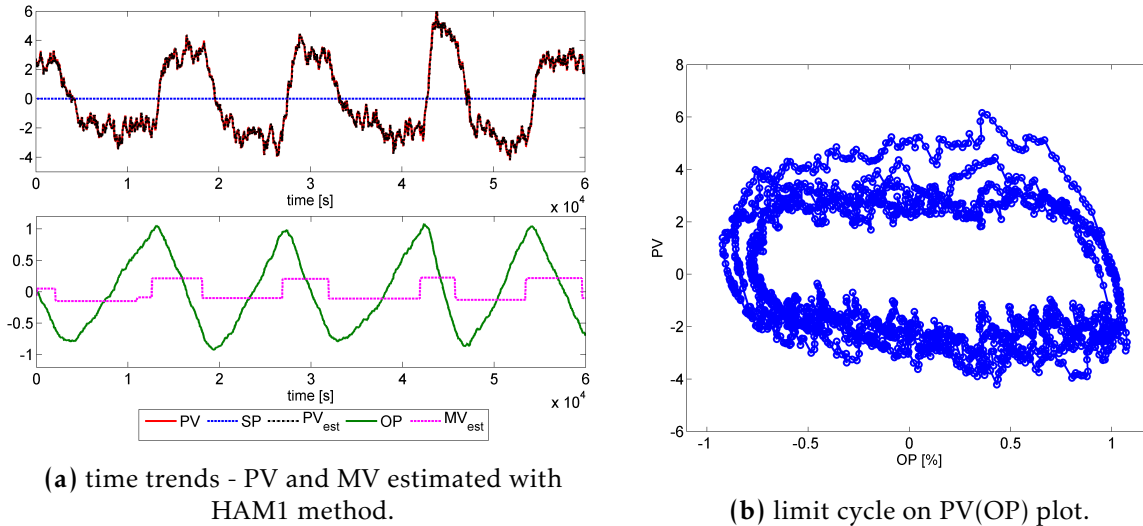 6
4
2
0
-2
-4
0 1 2 3 4 5 6
time [s]
x 10^4
1
0.5
0
-0.5
-1
0 1 2 3 4 5 6
time [s]
x 10^4
PV SP PV_est OP MV_est
(a) time trends - PV and MV estimated with
HAM1 method.
8
6
4
2
0
-2
-4
-6
PV
-1 -0.5 0 0.5 1
OP [%]
(b) limit cycle on PV(OP) plot.